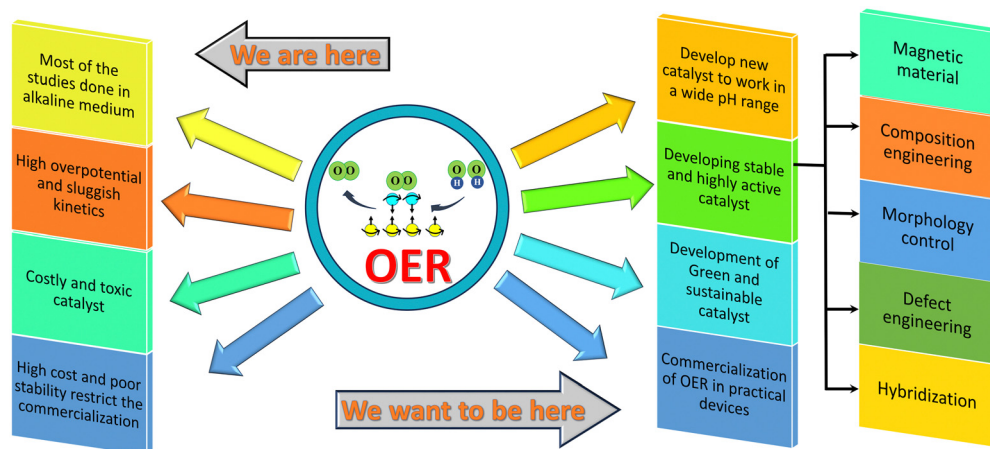 We are here
Most of the
studies done in
alkaline medium
High overpotential
and sluggish
kinetics
Costly and toxic
catalyst
High cost and poor
stability restrict the
commercialization
O O
O O
O O
H H
OER
We want to be here
Develop new
catalyst to work in
a wide pH range
Developing stable
and highly active
catalyst
Development of
Green and
sustainable
catalyst
Commercialization
of OER in practical
devices
Magnetic
material
Composition
engineering
Morphology
control
Defect
engineering
Hybridization